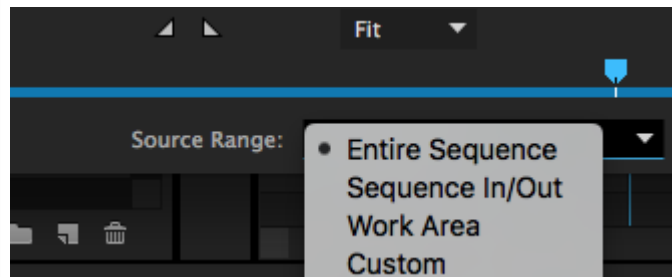 Fit
Source Range:
Entire Sequence
Sequence In/Out
Work Area
Custom